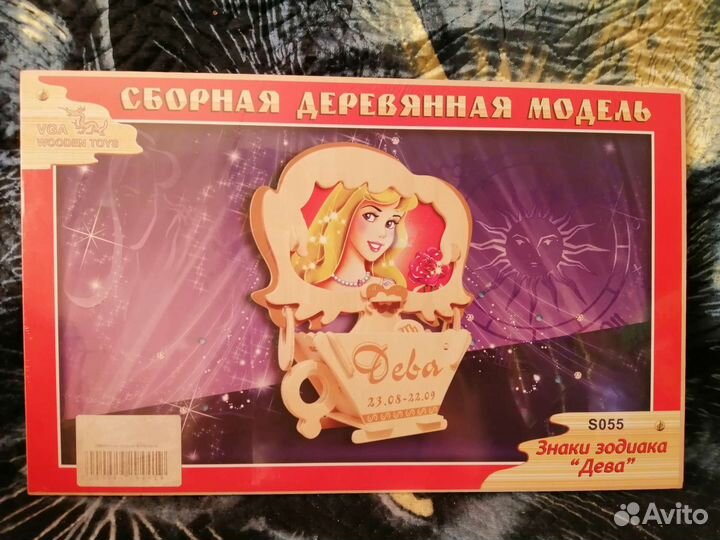 СБОРНАЯ ДЕРЕВЯННАЯ МОДЕЛЬ
VGA
WOODEN TOYS
Дева
23.08-22.09
S055
Знаки зодиака
"Дева"
Avito